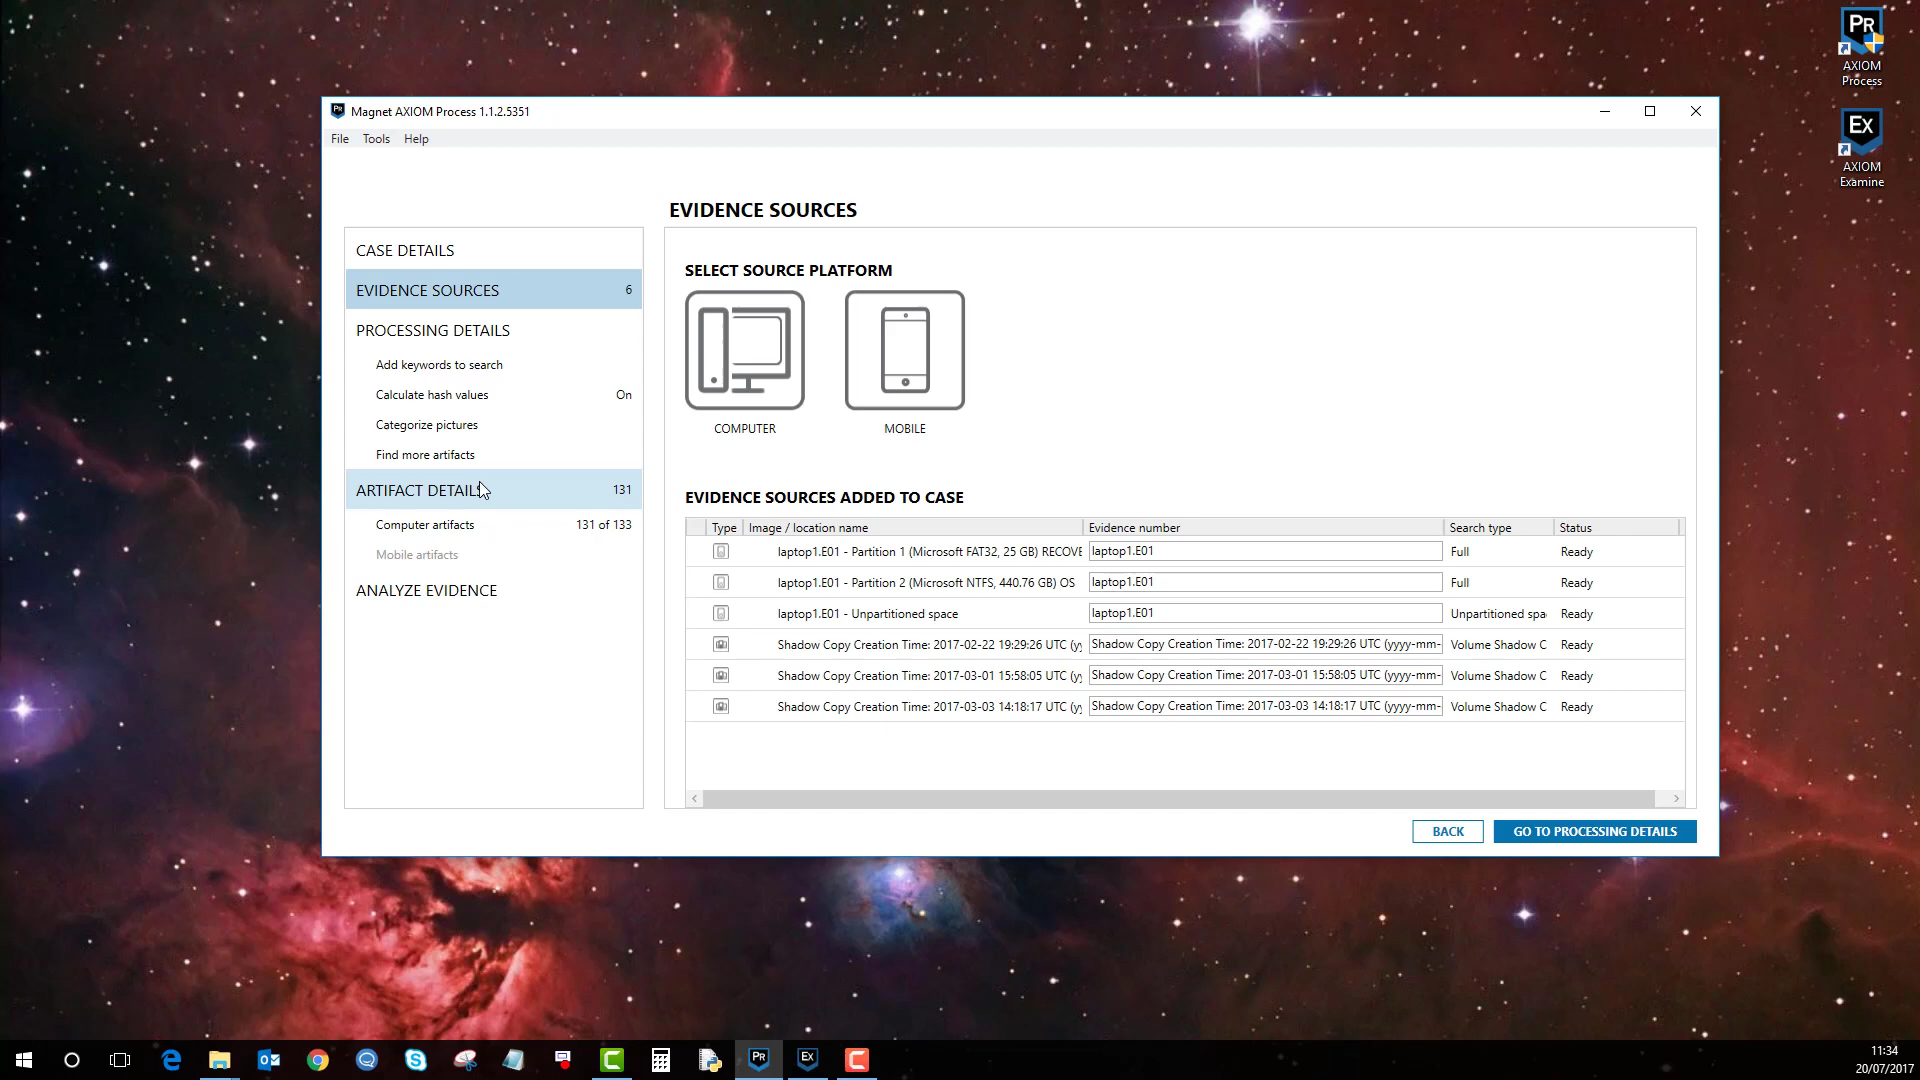 Pr
AXIOM
Process
Ex
AXIOM
Examine
Magnet AXIOM Process 1.1.2.5351
File Tools Help
EVIDENCE SOURCES
CASE DETAILS
EVIDENCE SOURCES 6
PROCESSING DETAILS
Add keywords to search
Calculate hash values On
Categorize pictures
Find more artifacts
ARTIFACT DETAILS 131
Computer artifacts 131 of 133
Mobile artifacts
ANALYZE EVIDENCE
SELECT SOURCE PLATFORM
COMPUTER MOBILE
EVIDENCE SOURCES ADDED TO CASE
Type Image / location name Evidence number Search type Status
laptop1.E01 - Partition 1 (Microsoft FAT32, 25 GB) RECOVE laptop1.E01 Full Ready
laptop1.E01 - Partition 2 (Microsoft NTFS, 440.76 GB) OS laptop1.E01 Full Ready
laptop1.E01 - Unpartitioned space laptop1.E01 Unpartitioned spa Ready
Shadow Copy Creation Time: 2017-02-22 19:29:26 UTC (yy Shadow Copy Creation Time: 2017-02-22 19:29:26 UTC (yyyy-mm- Volume Shadow C Ready
Shadow Copy Creation Time: 2017-03-01 15:58:05 UTC (yy Shadow Copy Creation Time: 2017-03-01 15:58:05 UTC (yyyy-mm- Volume Shadow C Ready
Shadow Copy Creation Time: 2017-03-03 14:18:17 UTC (yy Shadow Copy Creation Time: 2017-03-03 14:18:17 UTC (yyyy-mm- Volume Shadow C Ready
BACK GO TO PROCESSING DETAILS
Pr Ex
11:34
20/07/2017